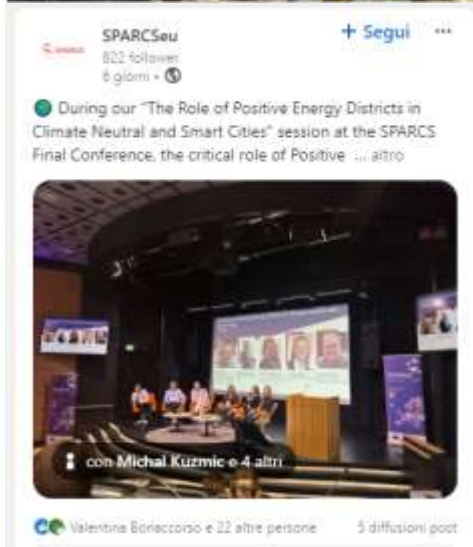 SPARCSeu
+ Segui
822 follower
6 giorni •
During our "The Role of Positive Energy Districts in
Climate Neutral and Smart Cities" session at the SPARCS
Final Conference, the critical role of Positive ... altro
con Michal Kuzmic e 4 altri
Valentina Bonaccorso e 22 altre persone
5 diffusioni post